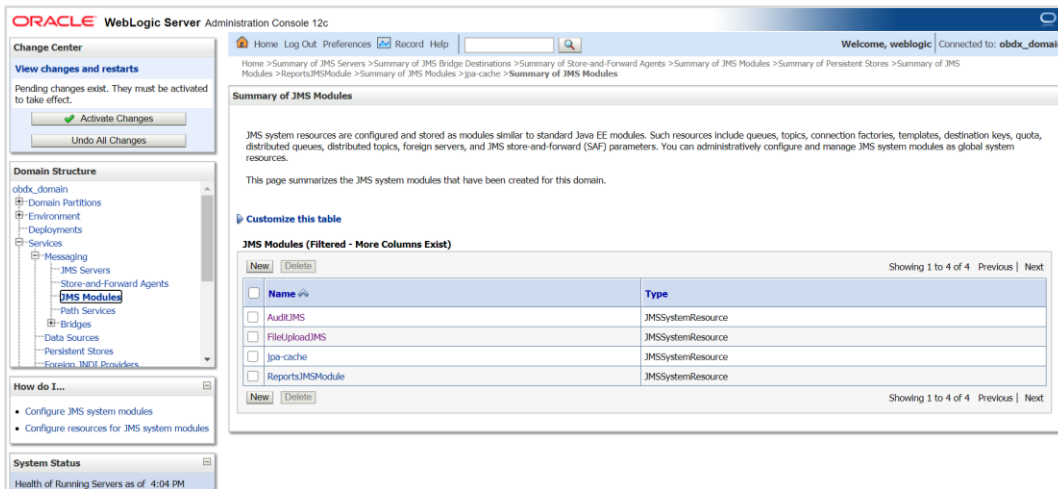 ORACLE WebLogic Server Administration Console 12c
Change Center
View changes and restarts
Pending changes exist. They must be activated
to take effect.
Activate Changes
Undo All Changes
Domain Structure
obdx_domain
Domain Partitions
Environment
Deployments
Services
Messaging
JMS Servers
Store-and-Forward Agents
JMS Modules
Path Services
Bridges
Data Sources
Persistent Stores
Foreign JNDI Providers
How do I...
Configure JMS system modules
Configure resources for JMS system modules
System Status
Health of Running Servers as of 4:04 PM
Home Log Out Preferences Record Help
Welcome, weblogic Connected to: obdx_domain
Home >Summary of JMS Servers >Summary of JMS Bridge Destinations >Summary of Store-and-Forward Agents >Summary of JMS Modules >Summary of Persistent Stores >Summary of JMS
Modules >ReportsJMSModule >Summary of JMS Modules >jpa-cache >Summary of JMS Modules
Summary of JMS Modules
JMS system resources are configured and stored as modules similar to standard Java EE modules. Such resources include queues, topics, connection factories, templates, destination keys, quota,
distributed queues, distributed topics, foreign servers, and JMS store-and-forward (SAF) parameters. You can administratively configure and manage JMS system modules as global system
resources.
This page summarizes the JMS system modules that have been created for this domain.
Customize this table
JMS Modules (Filtered - More Columns Exist)
New Delete Showing 1 to 4 of 4 Previous | Next
Name Type
AuditJMS JMSSystemResource
FileUploadJMS JMSSystemResource
jpa-cache JMSSystemResource
ReportsJMSModule JMSSystemResource
New Delete Showing 1 to 4 of 4 Previous | Next